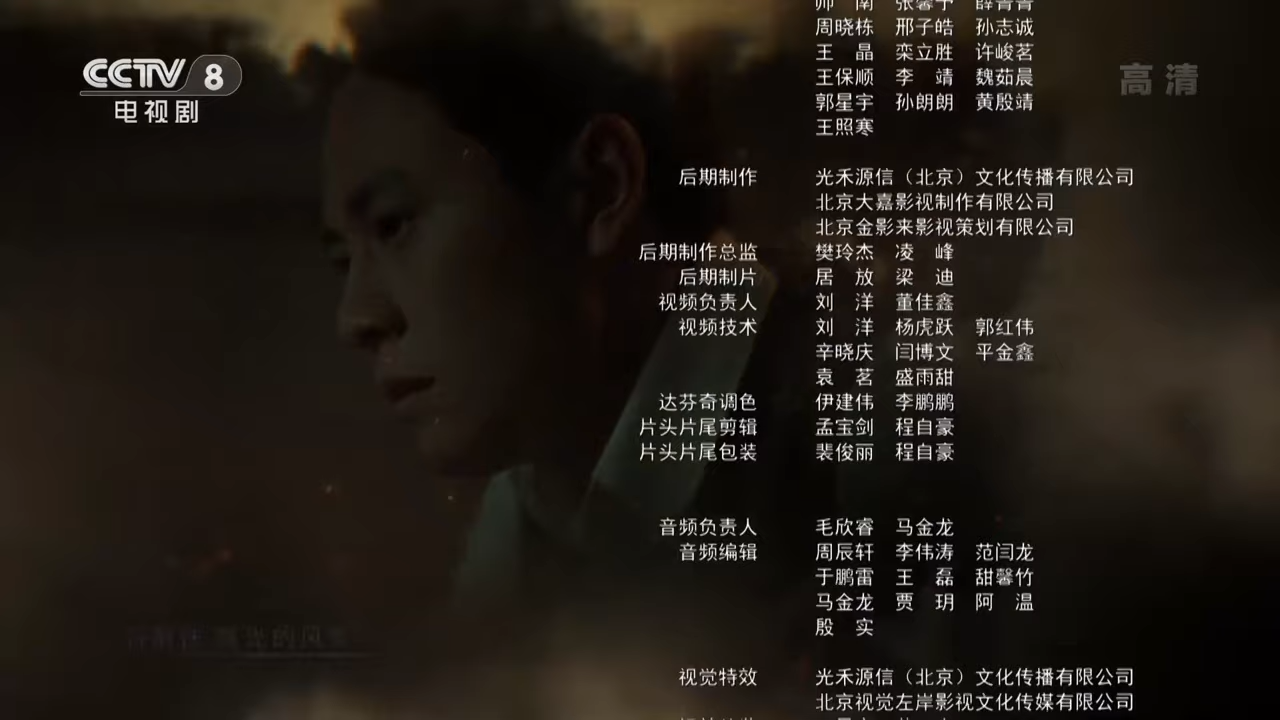 帅 南 张馨予 薛菁菁
周晓栋 邢子皓 孙志诚
王 晶 栾立胜 许峻茗
王保顺 李 靖 魏茹晨
郭星宇 孙朗朗 黄殷靖
王照寒
CCTV 8
电视剧
高清
后期制作 光禾源信（北京）文化传播有限公司
北京大嘉影视制作有限公司
北京金影来影视策划有限公司
后期制作总监 樊玲杰 凌 峰
后期制片 居 放 梁 迪
视频负责人 刘 洋 董佳鑫
视频技术 刘 洋 杨虎跃 郭红伟
辛晓庆 闫博文 平金鑫
袁 茗 盛雨甜
达芬奇调色 伊建伟 李鹏鹏
片头片尾剪辑 孟宝剑 程自豪
片头片尾包装 裴俊丽 程自豪
音频负责人 毛欣睿 马金龙
音频编辑 周辰轩 李伟涛 范闫龙
于鹏雷 王 磊 甜馨竹
马金龙 贾 玥 阿 温
殷 实
视觉特效 光禾源信（北京）文化传播有限公司
北京视觉左岸影视文化传媒有限公司